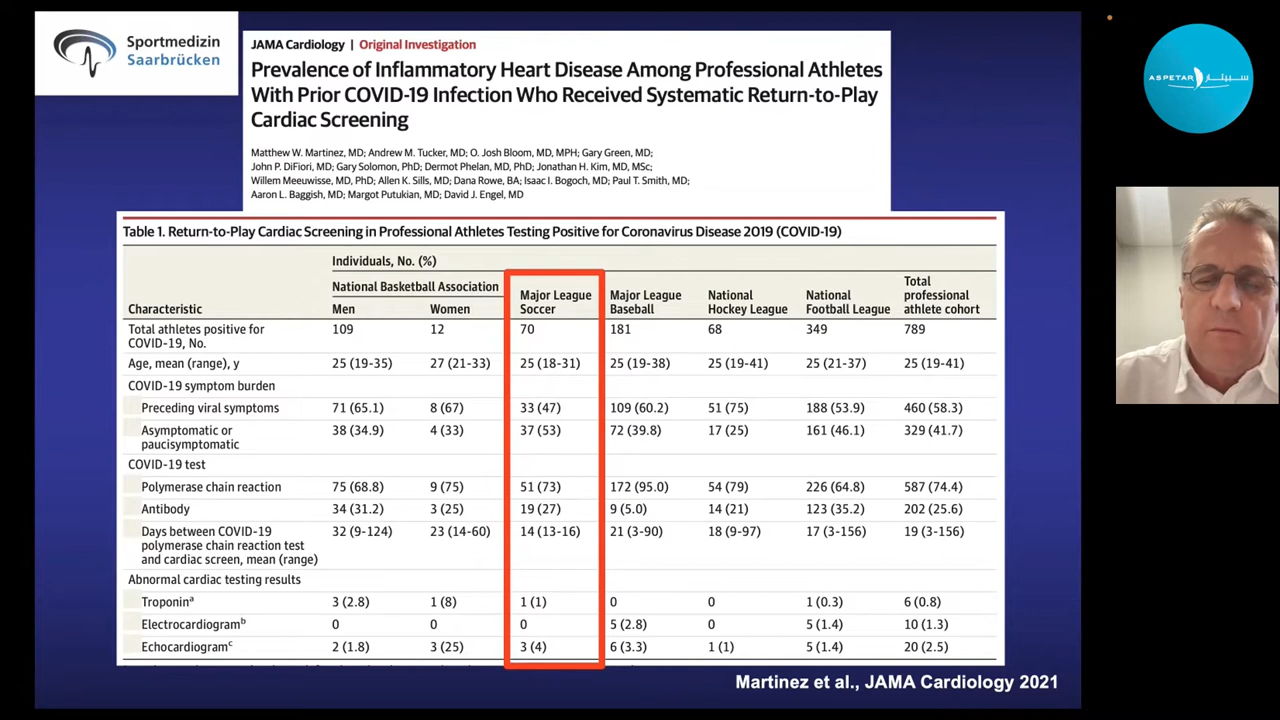 Sportmedizin
Saarbrücken
JAMA Cardiology | Original Investigation
Prevalence of Inflammatory Heart Disease Among Professional Athletes
With Prior COVID-19 Infection Who Received Systematic Return-to-Play
Cardiac Screening
Matthew W. Martinez, MD; Andrew M. Tucker, MD; O. Josh Bloom, MD, MPH; Gary Green, MD;
John P. DiFiori, MD; Gary Solomon, PhD; Dermot Phelan, MD, PhD; Jonathan H. Kim, MD, MSc;
Willem Meeuwisse, MD, PhD; Allen K. Sills, MD; Dana Rowe, BA; Isaac I. Bogoch, MD; Paul T. Smith, MD;
Aaron L. Baggish, MD; Margot Putukian, MD; David J. Engel, MD
Table 1. Return-to-Play Cardiac Screening in Professional Athletes Testing Positive for Coronavirus Disease 2019 (COVID-19)
Individuals, No. (%)
National Basketball Association
Characteristic Men Women Major League Soccer Major League Baseball National Hockey League National Football League Total professional athlete cohort
Total athletes positive for COVID-19, No. 109 12 70 181 68 349 789
Age, mean (range), y 25 (19-35) 27 (21-33) 25 (18-31) 25 (19-38) 25 (19-41) 25 (21-37) 25 (19-41)
COVID-19 symptom burden
Preceding viral symptoms 71 (65.1) 8 (67) 33 (47) 109 (60.2) 51 (75) 188 (53.9) 460 (58.3)
Asymptomatic or paucisymptomatic 38 (34.9) 4 (33) 37 (53) 72 (39.8) 17 (25) 161 (46.1) 329 (41.7)
COVID-19 test
Polymerase chain reaction 75 (68.8) 9 (75) 51 (73) 172 (95.0) 54 (79) 226 (64.8) 587 (74.4)
Antibody 34 (31.2) 3 (25) 19 (27) 9 (5.0) 14 (21) 123 (35.2) 202 (25.6)
Days between COVID-19 polymerase chain reaction test and cardiac screen, mean (range) 32 (9-124) 23 (14-60) 14 (13-16) 21 (3-90) 18 (9-97) 17 (3-156) 19 (3-156)
Abnormal cardiac testing results
Troponinᵃ 3 (2.8) 1 (8) 1 (1) 0 0 1 (0.3) 6 (0.8)
Electrocardiogramᵇ 0 0 0 5 (2.8) 0 5 (1.4) 10 (1.3)
Echocardiogramᶜ 2 (1.8) 3 (25) 3 (4) 6 (3.3) 1 (1) 5 (1.4) 20 (2.5)
Martinez et al., JAMA Cardiology 2021
ASPETAR سبيتار